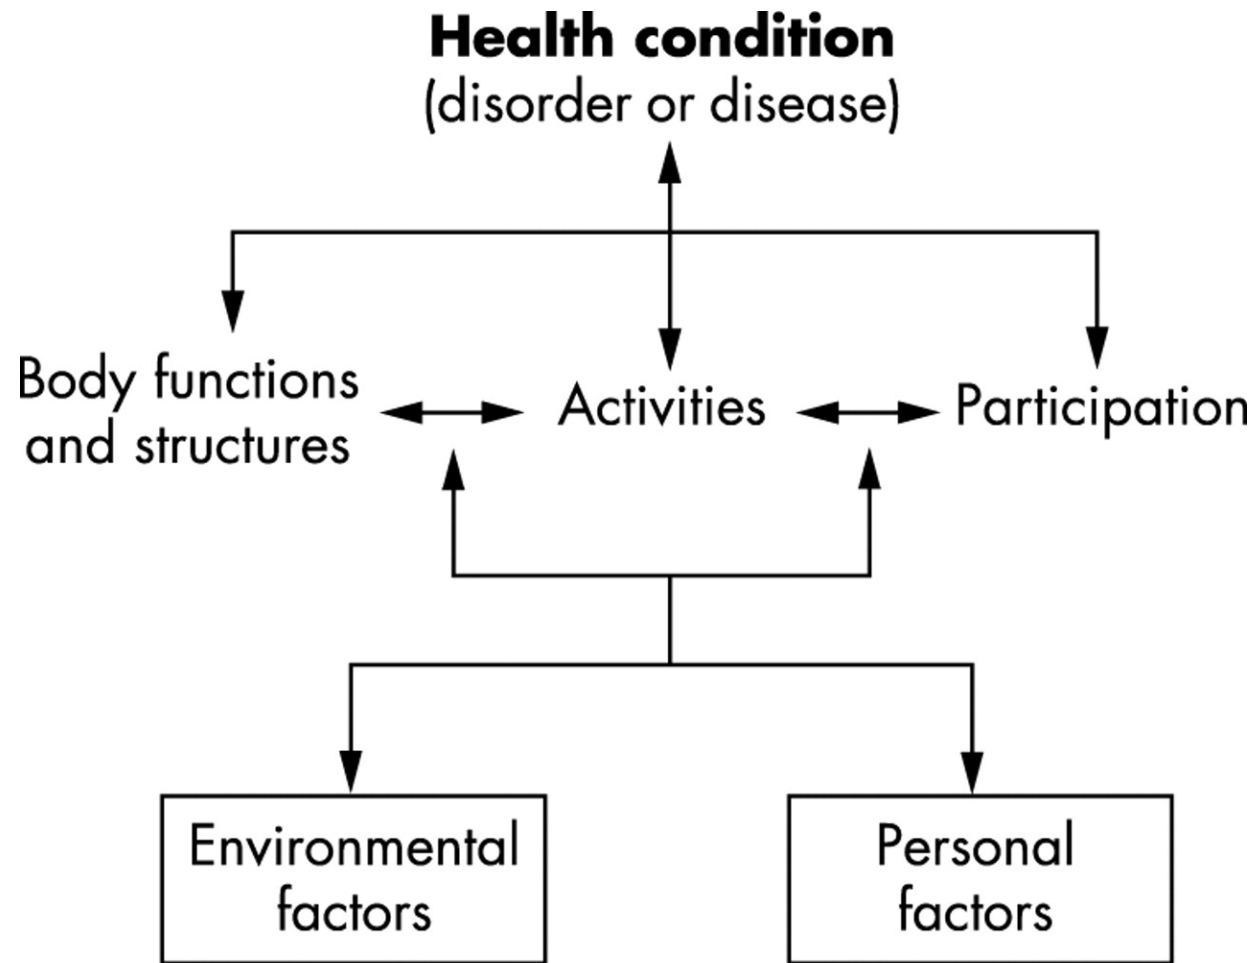 Health condition
(disorder or disease)
Body functions
and structures
Activities
Participation
Environmental
factors
Personal
factors